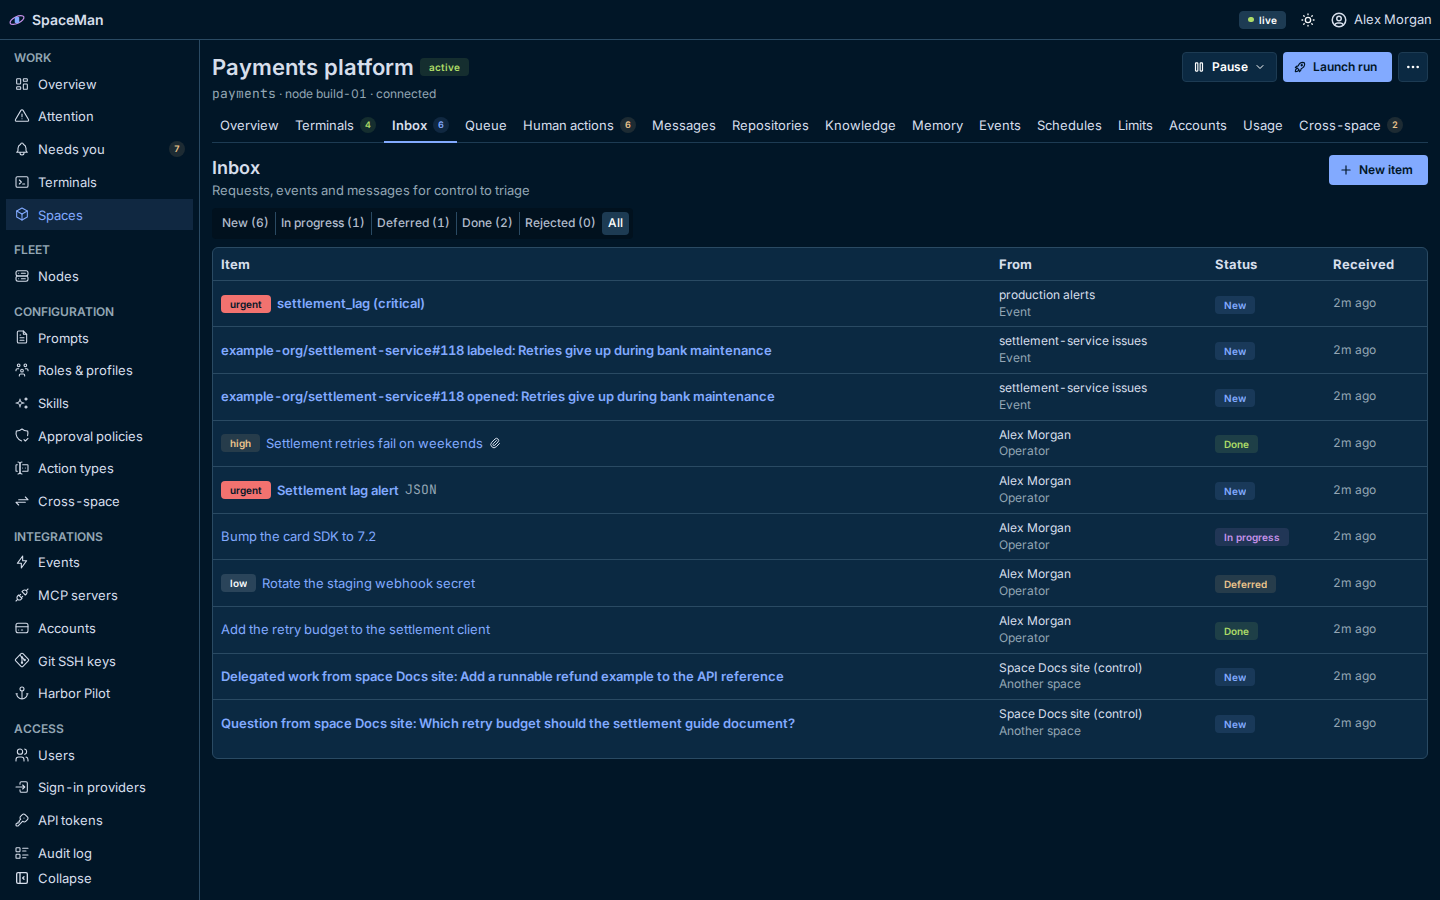 SpaceMan
live
Alex Morgan
WORK
Overview
Attention
Needs you 7
Terminals
Spaces
FLEET
Nodes
CONFIGURATION
Prompts
Roles & profiles
Skills
Approval policies
Action types
Cross-space
INTEGRATIONS
Events
MCP servers
Accounts
Git SSH keys
Harbor Pilot
ACCESS
Users
Sign-in providers
API tokens
Audit log
Collapse
Payments platform active
payments · node build-01 · connected
Pause
Launch run
Overview Terminals 4 Inbox 6 Queue Human actions 6 Messages Repositories Knowledge Memory Events Schedules Limits Accounts Usage Cross-space 2
Inbox
Requests, events and messages for control to triage
New item
New (6) In progress (1) Deferred (1) Done (2) Rejected (0) All
Item From Status Received
urgent settlement_lag (critical) production alerts New 2m ago
Event
example-org/settlement-service#118 labeled: Retries give up during bank maintenance settlement-service issues New 2m ago
Event
example-org/settlement-service#118 opened: Retries give up during bank maintenance settlement-service issues New 2m ago
Event
high Settlement retries fail on weekends Alex Morgan Done 2m ago
Operator
urgent Settlement lag alert JSON Alex Morgan New 2m ago
Operator
Bump the card SDK to 7.2 Alex Morgan In progress 2m ago
Operator
low Rotate the staging webhook secret Alex Morgan Deferred 2m ago
Operator
Add the retry budget to the settlement client Alex Morgan Done 2m ago
Operator
Delegated work from space Docs site: Add a runnable refund example to the API reference Space Docs site (control) New 2m ago
Another space
Question from space Docs site: Which retry budget should the settlement guide document? Space Docs site (control) New 2m ago
Another space